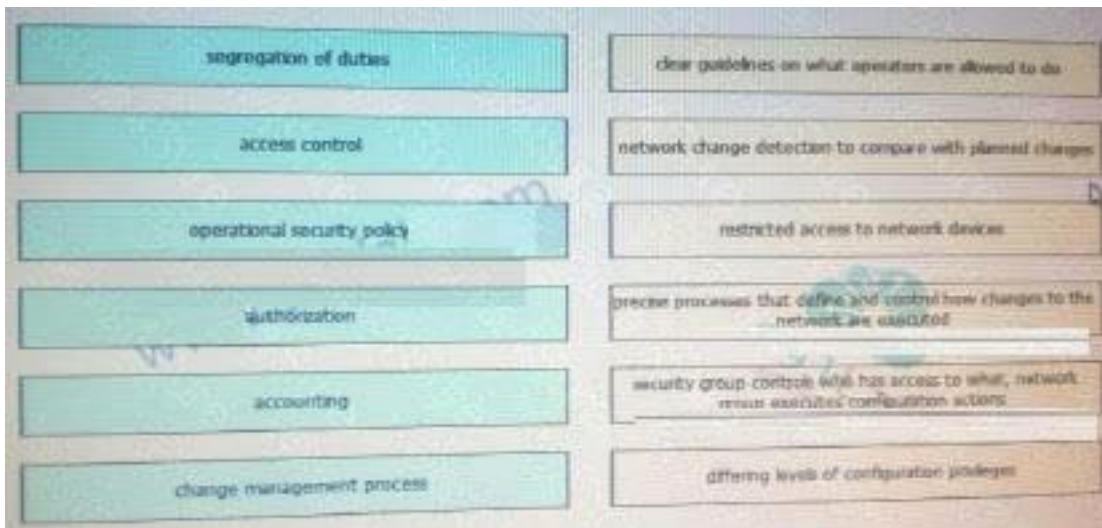 segregation of duties
clear guidelines on what operators are allowed to do
access control
network change detection to compare with planned changes
operational security policy
restricted access to network devices
authorization
precise processes that define and control how changes to the
network are executed
accounting
security group controls who has access to what, network
group executes configuration actions
change management process
differing levels of configuration privileges